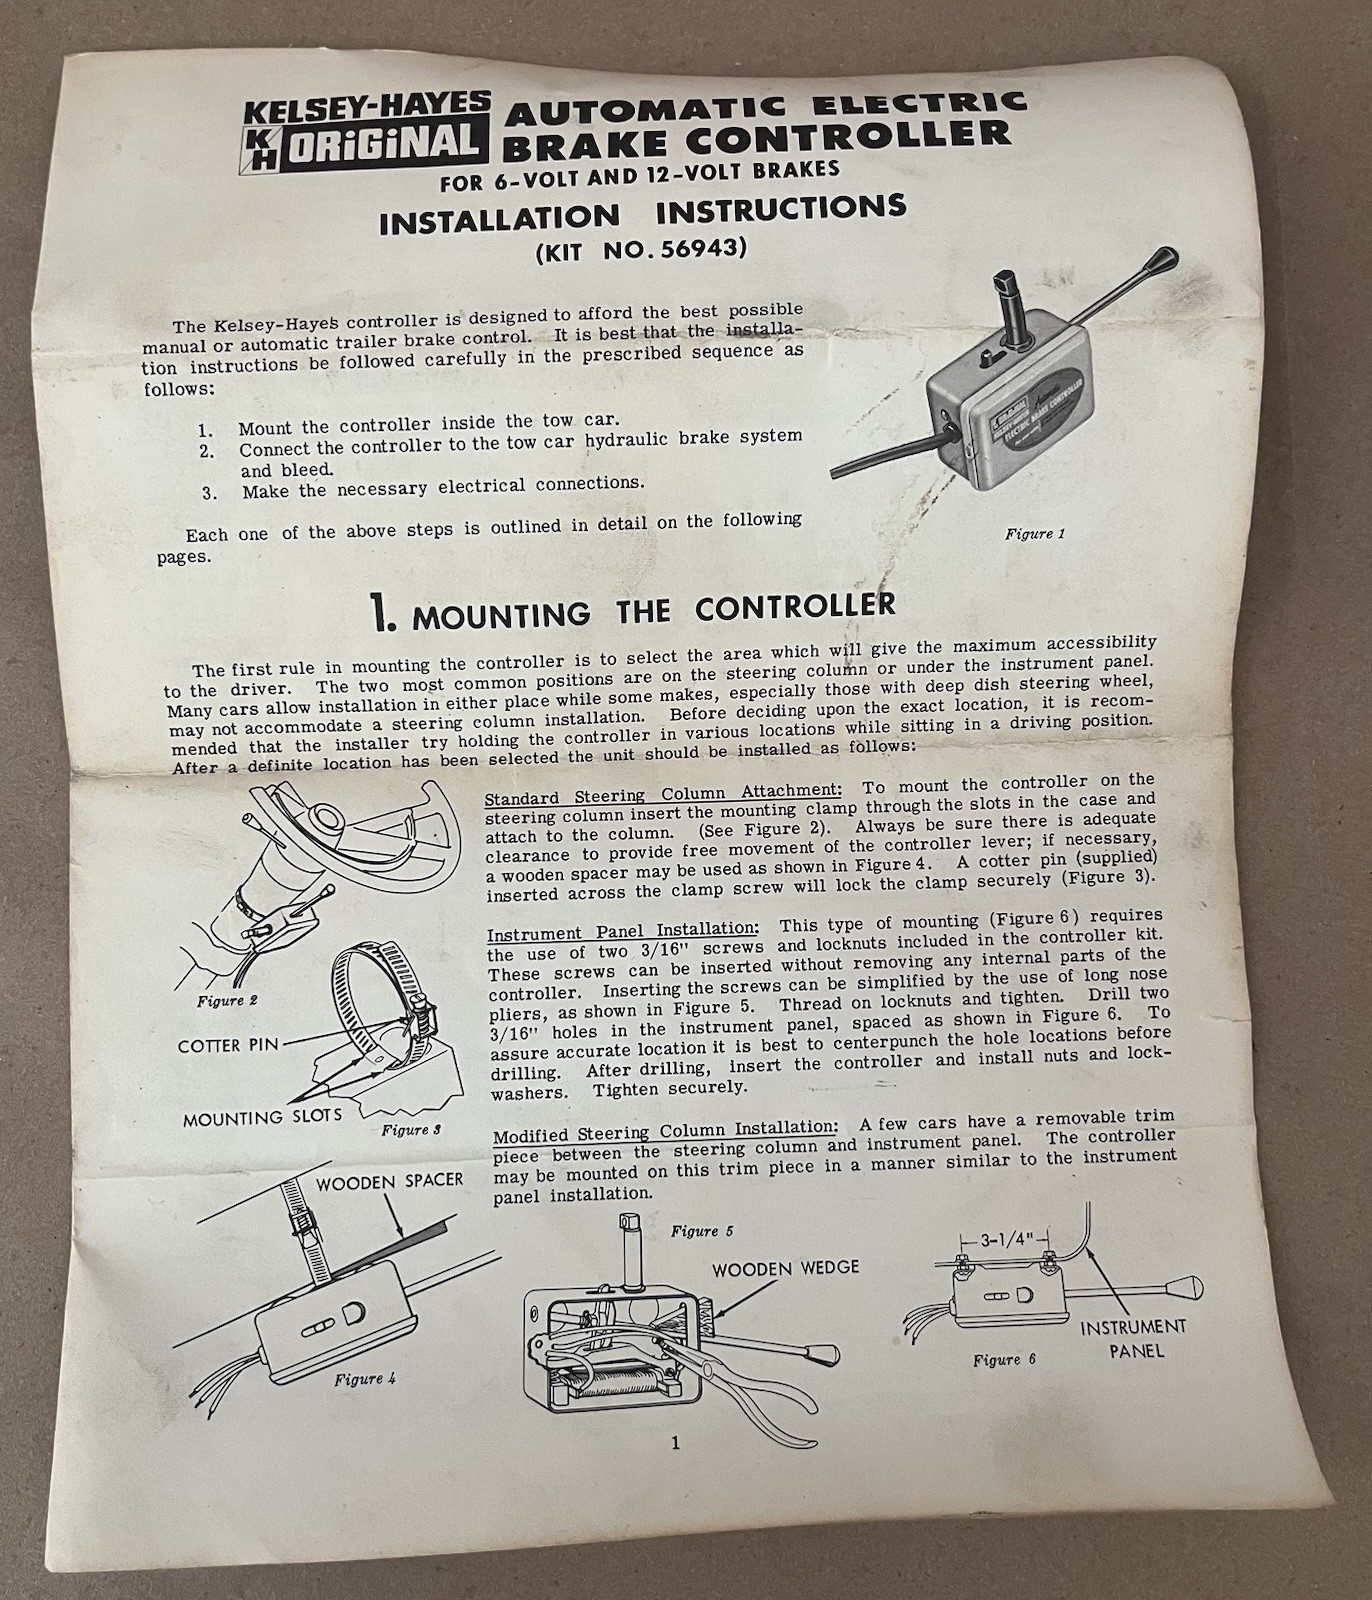 KELSEY-HAYES
KH ORiGiNAL
AUTOMATIC ELECTRIC
BRAKE CONTROLLER
FOR 6-VOLT AND 12-VOLT BRAKES
INSTALLATION INSTRUCTIONS
(KIT NO. 56943)
The Kelsey-Hayes controller is designed to afford the best possible
manual or automatic trailer brake control. It is best that the installa-
tion instructions be followed carefully in the prescribed sequence as
follows:
1. Mount the controller inside the tow car.
2. Connect the controller to the tow car hydraulic brake system
and bleed.
3. Make the necessary electrical connections.
Each one of the above steps is outlined in detail on the following
pages.
ELECTRIC BRAKE CONTROLLER
Figure 1
1. MOUNTING THE CONTROLLER
The first rule in mounting the controller is to select the area which will give the maximum accessibility
to the driver. The two most common positions are on the steering column or under the instrument panel.
Many cars allow installation in either place while some makes, especially those with deep dish steering wheel,
may not accommodate a steering column installation. Before deciding upon the exact location, it is recom-
mended that the installer try holding the controller in various locations while sitting in a driving position.
After a definite location has been selected the unit should be installed as follows:
Standard Steering Column Attachment: To mount the controller on the
steering column insert the mounting clamp through the slots in the case and
attach to the column. (See Figure 2). Always be sure there is adequate
clearance to provide free movement of the controller lever; if necessary,
a wooden spacer may be used as shown in Figure 4. A cotter pin (supplied)
inserted across the clamp screw will lock the clamp securely (Figure 3).
Instrument Panel Installation: This type of mounting (Figure 6) requires
the use of two 3/16" screws and locknuts included in the controller kit.
These screws can be inserted without removing any internal parts of the
controller. Inserting the screws can be simplified by the use of long nose
pliers, as shown in Figure 5. Thread on locknuts and tighten. Drill two
3/16" holes in the instrument panel, spaced as shown in Figure 6. To
assure accurate location it is best to centerpunch the hole locations before
drilling. After drilling, insert the controller and install nuts and lock-
washers. Tighten securely.
Modified Steering Column Installation: A few cars have a removable trim
piece between the steering column and instrument panel. The controller
may be mounted on this trim piece in a manner similar to the instrument
panel installation.
Figure 2
COTTER PIN
MOUNTING SLOTS
Figure 3
WOODEN SPACER
Figure 4
Figure 5
WOODEN WEDGE
3-1/4"
INSTRUMENT
PANEL
Figure 6
1